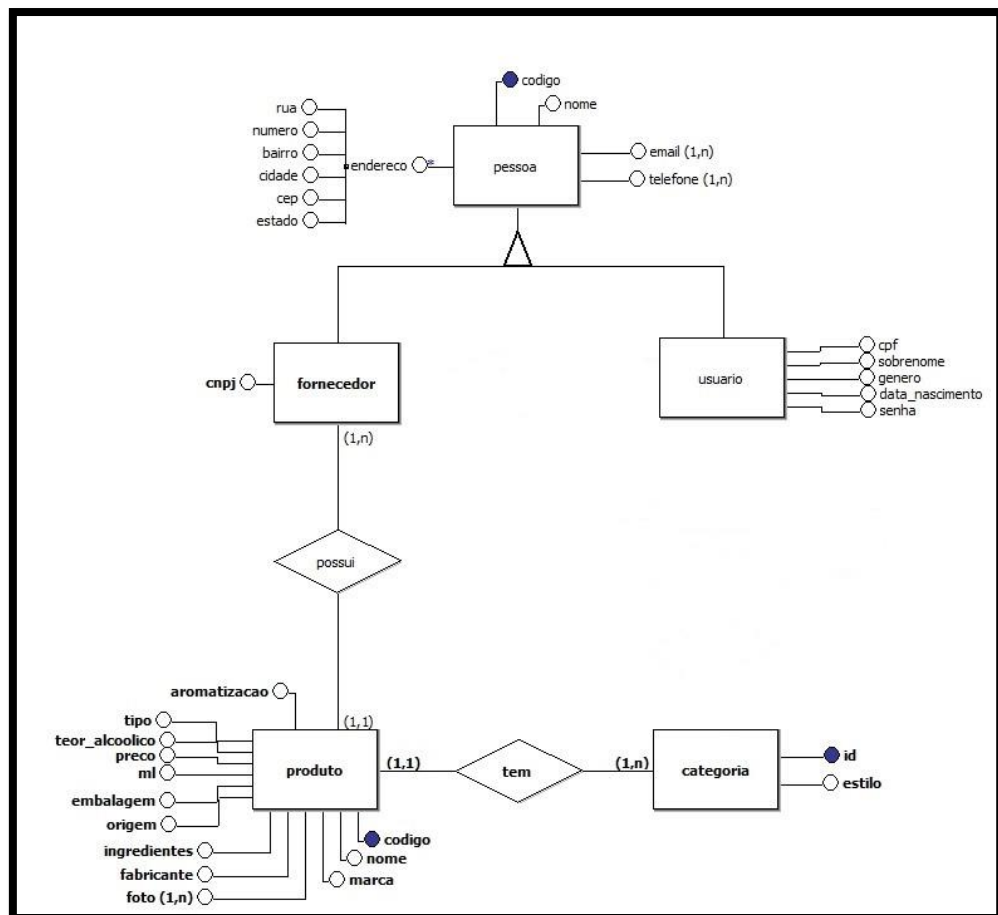 codigo
nome
rua
numero
bairro
cidade
cep
estado
endereco *
pessoa
email (1,n)
telefone (1,n)
cnpj
fornecedor
(1,n)
usuario
cpf
sobrenome
genero
data_nascimento
senha
possui
aromatizacao
tipo
teor_alcoolico
preco
ml
embalagem
origem
ingredientes
fabricante
foto (1,n)
(1,1)
produto
codigo
nome
marca
(1,1)
tem
(1,n)
categoria
id
estilo